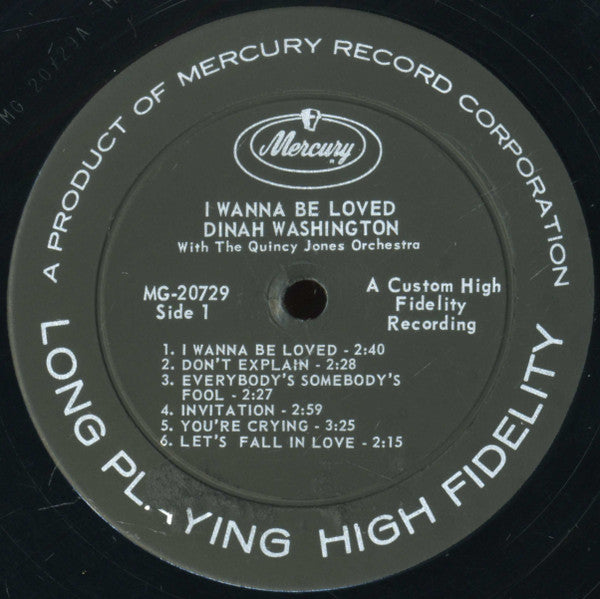 MG 20729A
A PRODUCT OF MERCURY RECORD CORPORATION
Mercury
I WANNA BE LOVED
DINAH WASHINGTON
With The Quincy Jones Orchestra
MG-20729
Side 1
A Custom High
Fidelity
Recording
1. I WANNA BE LOVED - 2:40
2. DON'T EXPLAIN - 2:28
3. EVERYBODY'S SOMEBODY'S
FOOL - 2:27
4. INVITATION - 2:59
5. YOU'RE CRYING - 3:25
6. LET'S FALL IN LOVE - 2:15
LONG PLAYING HIGH FIDELITY